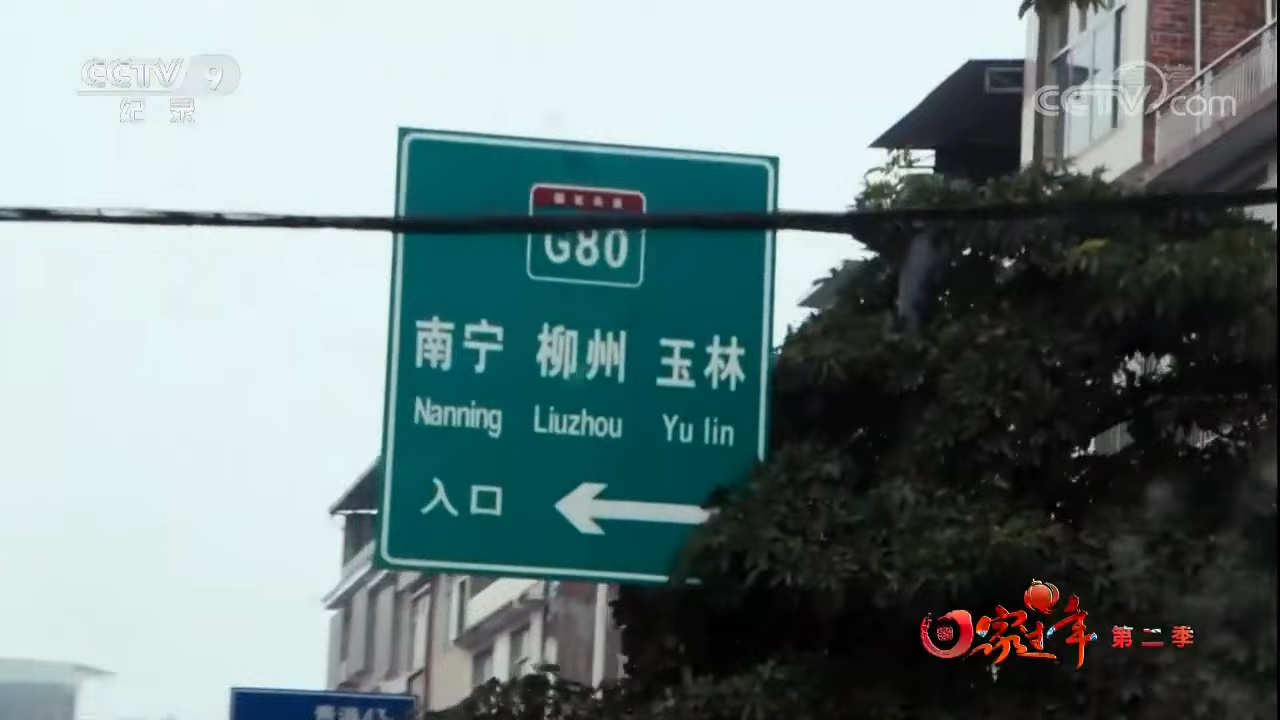 CCTV 9
纪录
CCTV.com
G80
南宁 柳州 玉林
Nanning Liuzhou Yu lin
入口
回家过年 第二季